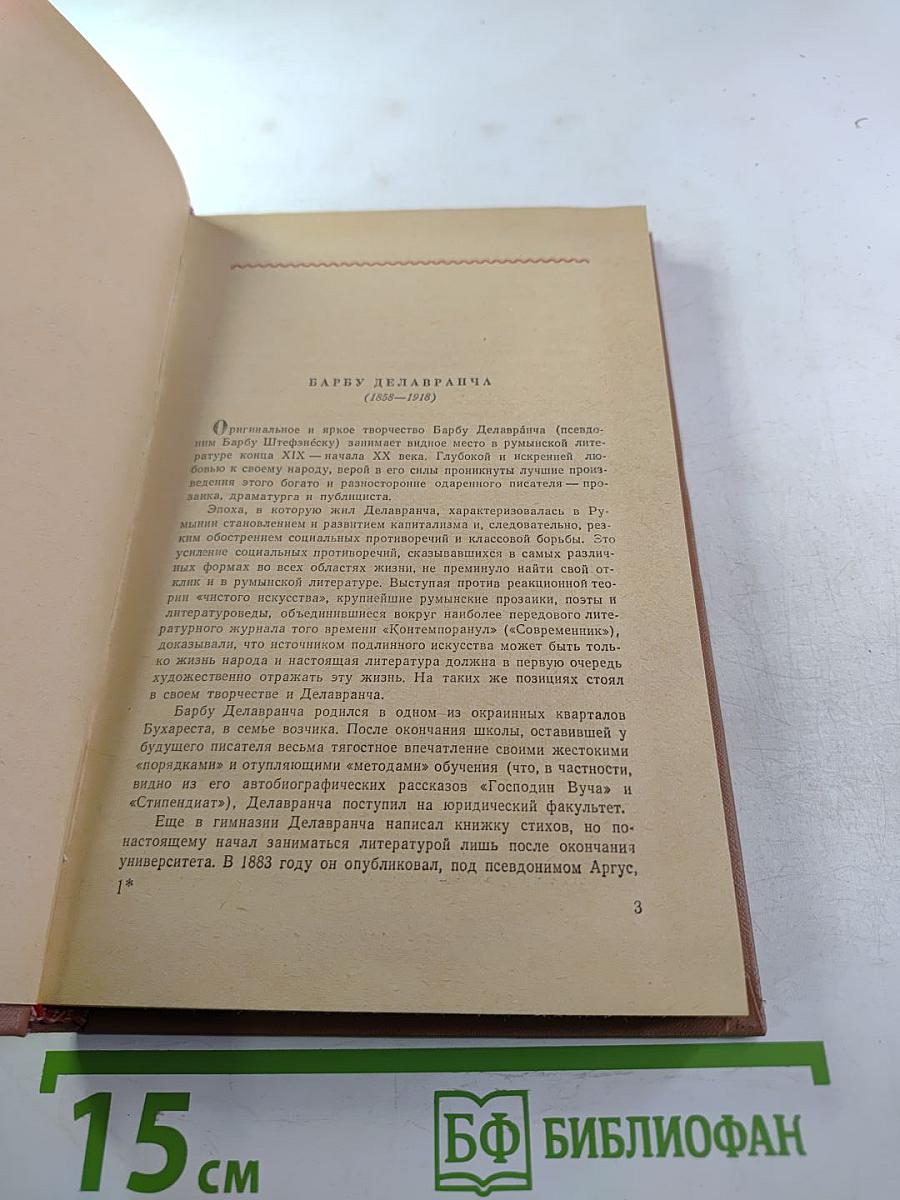 БАРБУ ДЕЛАВРАНЧА
(1858—1918)
Оригинальное и яркое творчество Барбу Делавра́нча (псевдо-
ним Барбу Штефэне́ску) занимает видное место в румынской лите-
ратуре конца XIX — начала XX века. Глубокой и искренней лю-
бовью к своему народу, верой в его силы проникнуты лучшие произ-
ведения этого богато и разносторонне одаренного писателя — про-
заика, драматурга и публициста.
Эпоха, в которую жил Делавранча, характеризовалась в Ру-
мынии становлением и развитием капитализма и, следовательно, рез-
ким обострением социальных противоречий и классовой борьбы. Это
усиление социальных противоречий, сказывавшихся в самых различ-
ных формах во всех областях жизни, не преминуло найти свой от-
клик и в румынской литературе. Выступая против реакционной тео-
рии «чистого искусства», крупнейшие румынские прозаики, поэты и
литературоведы, объединившиеся вокруг наиболее передового лите-
ратурного журнала того времени «Контемпоранул» («Современник»),
доказывали, что источником подлинного искусства может быть толь-
ко жизнь народа и настоящая литература должна в первую очередь
художественно отражать эту жизнь. На таких же позициях стоял
в своем творчестве и Делавранча.
Барбу Делавранча родился в одном из окраинных кварталов
Бухареста, в семье возчика. После окончания школы, оставившей у
будущего писателя весьма тягостное впечатление своими жестокими
«порядками» и отупляющими «методами» обучения (что, в частности,
видно из его автобиографических рассказов «Господин Вуча» и
«Стипендиат»), Делавранча поступил на юридический факультет.
Еще в гимназии Делавранча написал книжку стихов, но по-
настоящему начал заниматься литературой лишь после окончания
университета. В 1883 году он опубликовал, под псевдонимом Аргус,
1*
3
15 см
БФ БИБЛИОФАН